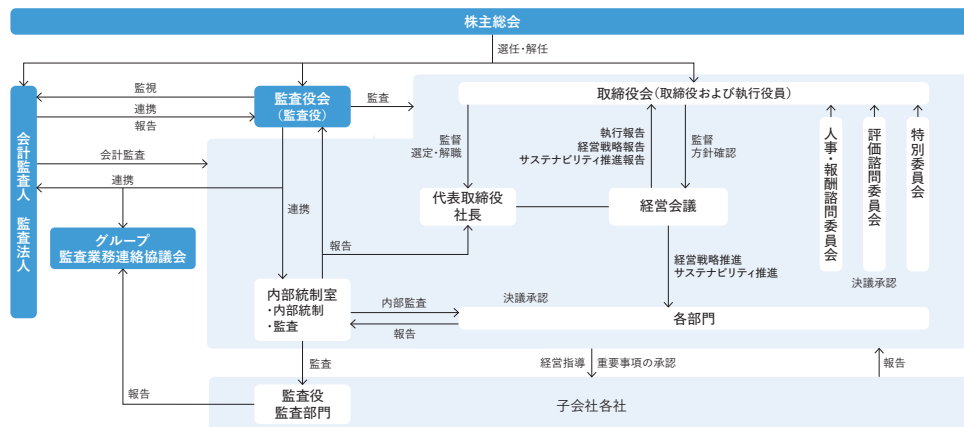 株主総会
選任・解任
監視
監査役会
（監査役）
監査
取締役会（取締役および執行役員）
連携
報告
会計監査人　監査法人
会計監査
連携
監督
選定・解職
執行報告
経営戦略報告
サステナビリティ推進報告
監督
方針確認
人事・報酬諮問委員会
評価諮問委員会
特別委員会
代表取締役
社長
経営会議
連携
グループ
監査業務連絡協議会
報告
経営戦略推進
サステナビリティ推進
決議承認
内部統制室
・内部統制
・監査
内部監査
報告
決議承認
各部門
監査
経営指導
重要事項の承認
報告
報告
監査役
監査部門
子会社各社